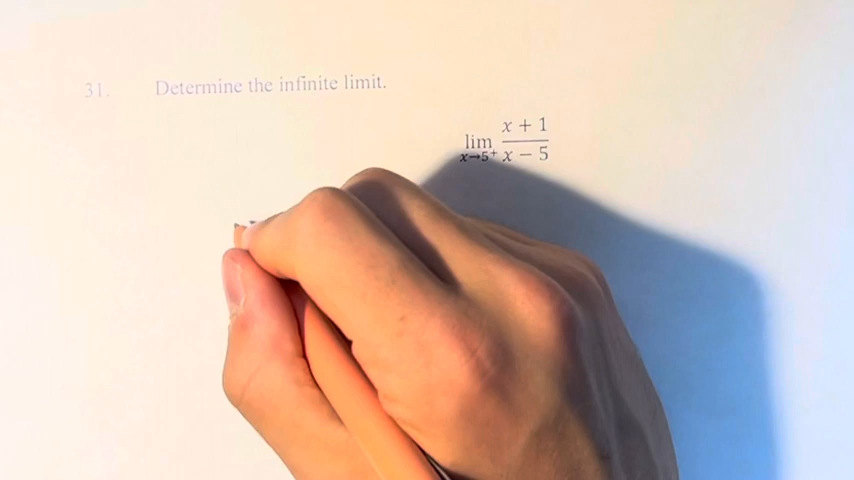 31. Determine the infinite limit.
lim x→5⁺ (x + 1)/(x − 5)